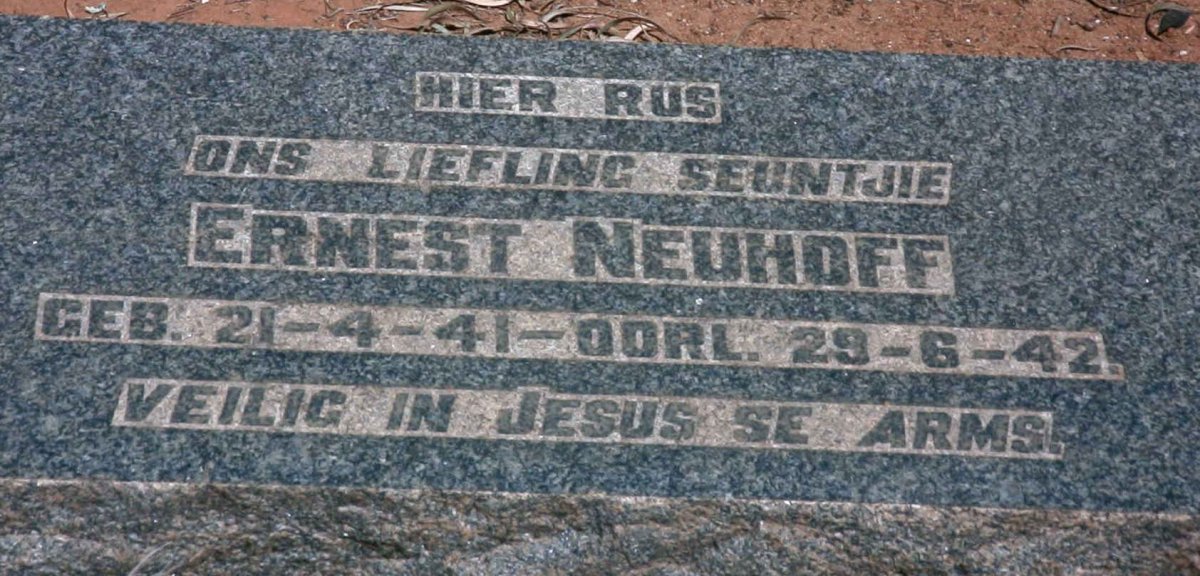 HIER RUS
ONS LIEFLING SEUNTJIE
ERNEST NEUHOFF
GEB. 21-4-41-OORL. 29-6-42.
VEILIG IN JESUS SE ARMS.